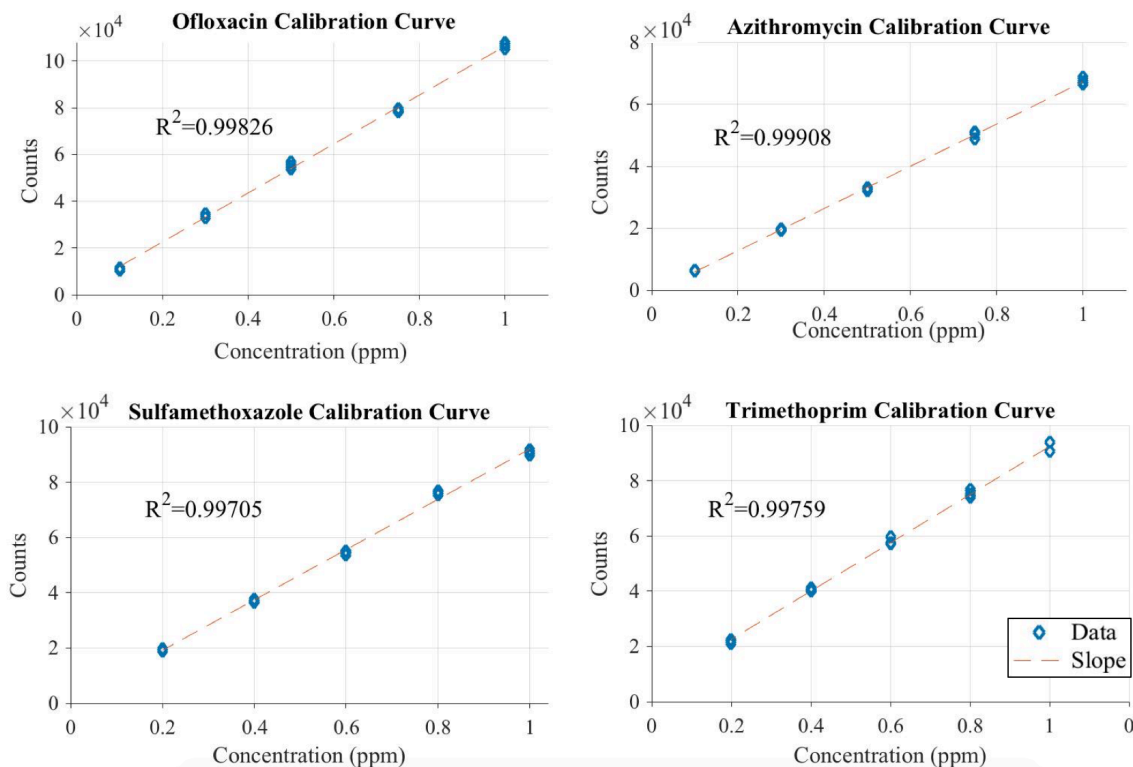 Ofloxacin Calibration Curve
×10^4
10
8
6
4
2
0
R^2=0.99826
Counts
0 0.2 0.4 0.6 0.8 1
Concentration (ppm)
Azithromycin Calibration Curve
×10^4
8
6
4
2
0
R^2=0.99908
Counts
0 0.2 0.4 0.6 0.8 1
Concentration (ppm)
Sulfamethoxazole Calibration Curve
×10^4
10
8
6
4
2
0
R^2=0.99705
Counts
0 0.2 0.4 0.6 0.8 1
Concentration (ppm)
Trimethoprim Calibration Curve
×10^4
10
8
6
4
2
0
R^2=0.99759
Counts
Data
Slope
0 0.2 0.4 0.6 0.8 1 0
Concentration (ppm)